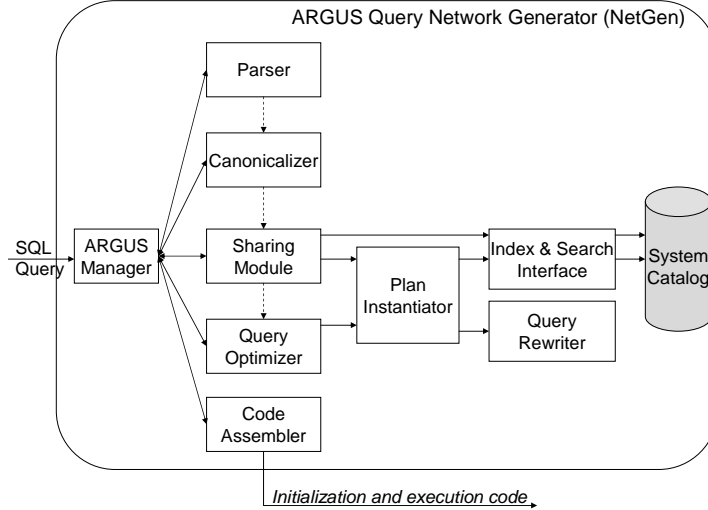 ARGUS Query Network Generator (NetGen)
Parser
Canonicalizer
SQL
Query
ARGUS
Manager
Sharing
Module
Plan
Instantiator
Index & Search
Interface
System
Catalog
Query
Optimizer
Query
Rewriter
Code
Assembler
Initialization and execution code